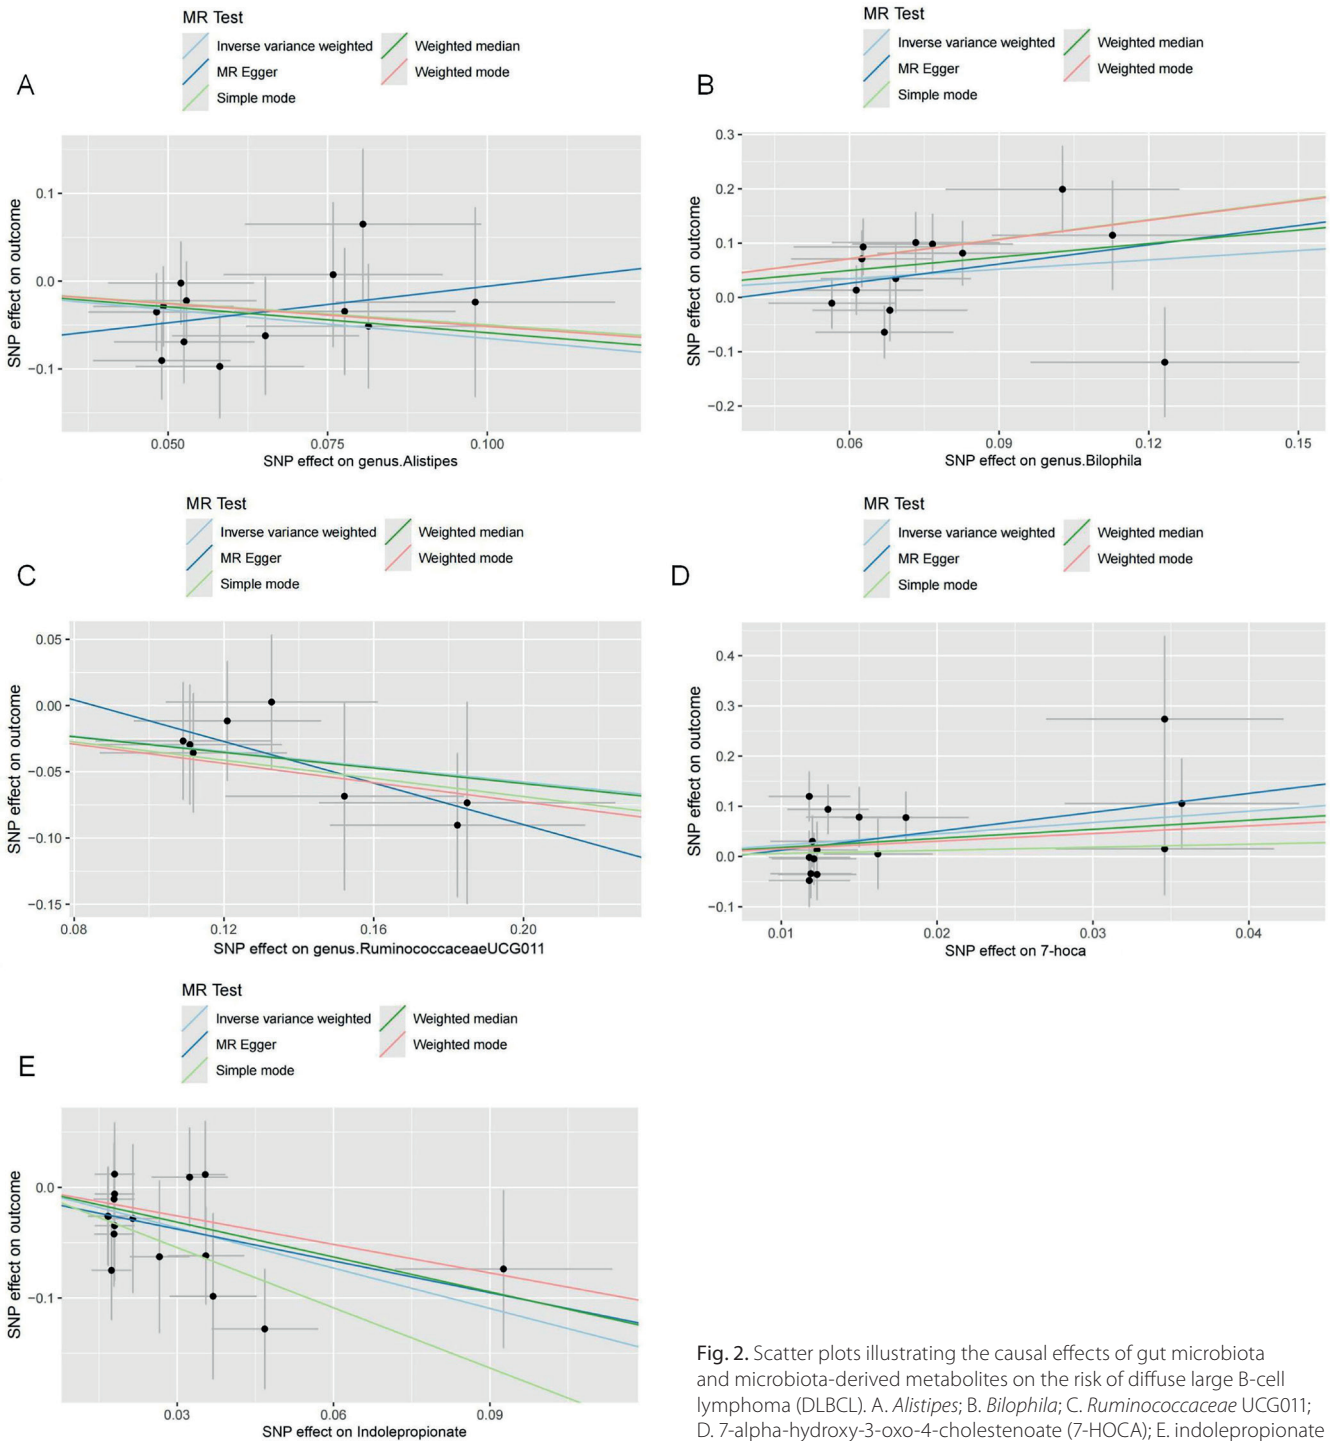 MR Test
Inverse variance weighted
Weighted median
MR Egger
Weighted mode
Simple mode
A
SNP effect on outcome
0.1
0.0
−0.1
0.050
0.075
0.100
SNP effect on genus.Alistipes
MR Test
Inverse variance weighted
Weighted median
MR Egger
Weighted mode
Simple mode
B
SNP effect on outcome
0.3
0.2
0.1
0.0
−0.1
−0.2
0.06
0.09
0.12
0.15
SNP effect on genus.Bilophila
MR Test
Inverse variance weighted
Weighted median
MR Egger
Weighted mode
Simple mode
C
SNP effect on outcome
0.05
0.00
−0.05
−0.10
−0.15
0.08
0.12
0.16
0.20
SNP effect on genus.RuminococcaceaeUCG011
MR Test
Inverse variance weighted
Weighted median
MR Egger
Weighted mode
Simple mode
D
SNP effect on outcome
0.4
0.3
0.2
0.1
0.0
−0.1
0.01
0.02
0.03
0.04
SNP effect on 7-hoca
MR Test
Inverse variance weighted
Weighted median
MR Egger
Weighted mode
Simple mode
E
SNP effect on outcome
0.0
−0.1
0.03
0.06
0.09
SNP effect on Indolepropionate
Fig. 2. Scatter plots illustrating the causal effects of gut microbiota
and microbiota-derived metabolites on the risk of diffuse large B-cell
lymphoma (DLBCL). A. Alistipes; B. Bilophila; C. Ruminococcaceae UCG011;
D. 7-alpha-hydroxy-3-oxo-4-cholestenoate (7-HOCA); E. indolepropionate